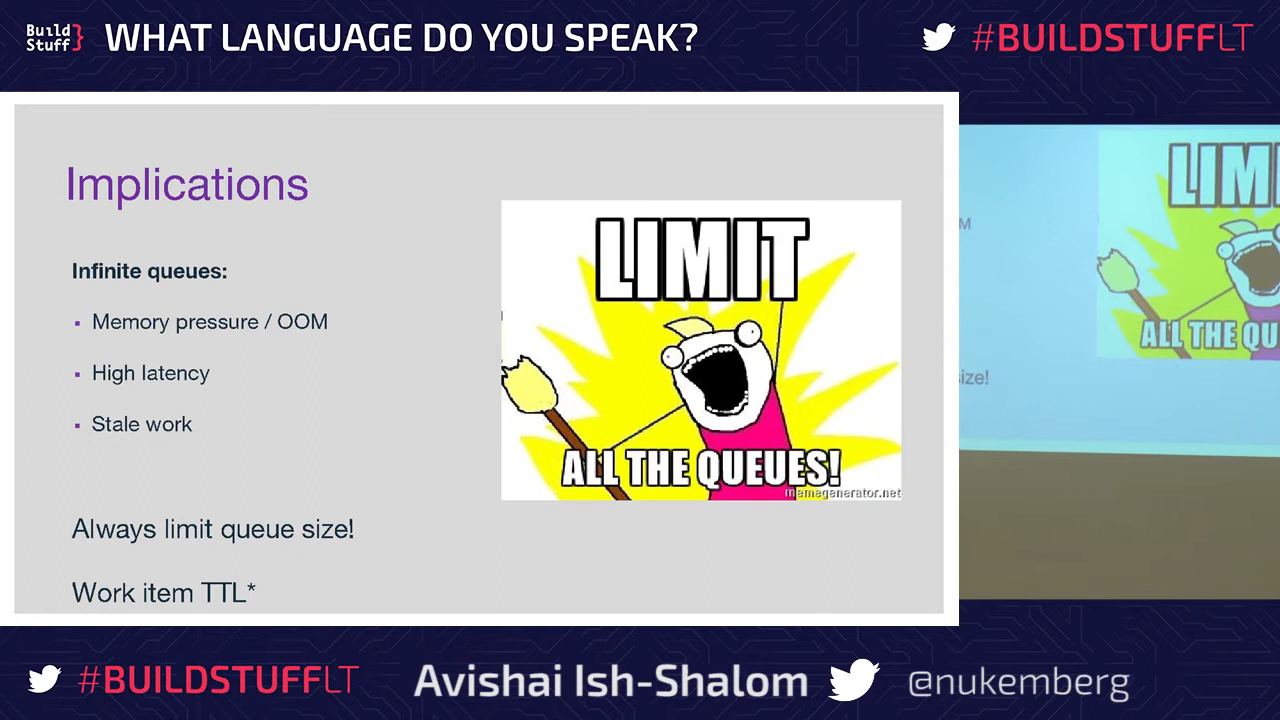 Build
Stuff}
WHAT LANGUAGE DO YOU SPEAK?
#BUILDSTUFFLT
Implications
Infinite queues:
▪ Memory pressure / OOM
▪ High latency
▪ Stale work
Always limit queue size!
Work item TTL*
LIMIT
ALL THE QUEUES!
memegenerator.net
M
size!
LIM
ALL THE QU
#BUILDSTUFFLT
Avishai Ish-Shalom
@nukemberg